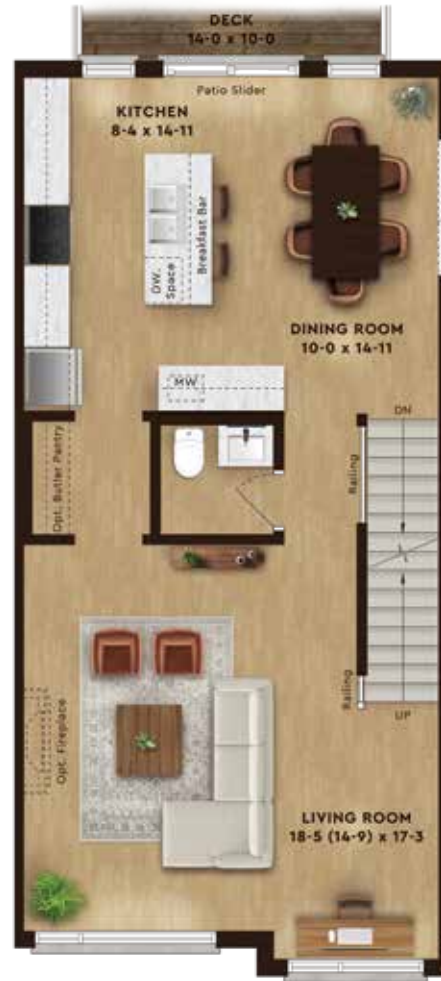 DECK
14-0 x 10-0
Patio Slider
KITCHEN
8-4 x 14-11
Breakfast Bar
DW.
Space
DINING ROOM
10-0 x 14-11
MW
DN
Opt. Butler Pantry
Railing
Railing
UP
Opt. Fireplace
LIVING ROOM
18-5 (14-9) x 17-3